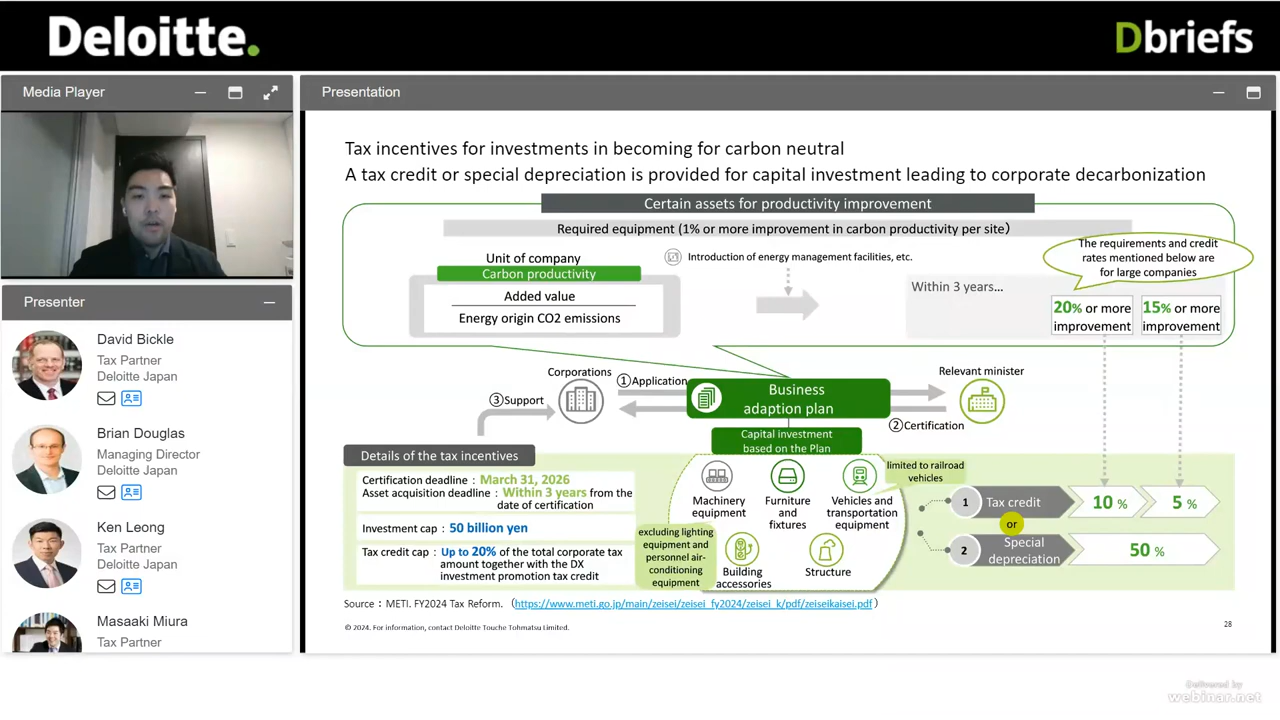 Deloitte.
Dbriefs
Media Player
Presenter
David Bickle
Tax Partner
Deloitte Japan
Brian Douglas
Managing Director
Deloitte Japan
Ken Leong
Tax Partner
Deloitte Japan
Masaaki Miura
Tax Partner
Presentation
Tax incentives for investments in becoming for carbon neutral
A tax credit or special depreciation is provided for capital investment leading to corporate decarbonization
Certain assets for productivity improvement
Required equipment (1% or more improvement in carbon productivity per site)
The requirements and credit
rates mentioned below are
for large companies
Unit of company
Carbon productivity
Added value
Energy origin CO2 emissions
Introduction of energy management facilities, etc.
Within 3 years...
20% or more
improvement
15% or more
improvement
Corporations
①Application
③Support
Business
adaption plan
Relevant minister
②Certification
Capital investment
based on the Plan
Details of the tax incentives
Certification deadline : March 31, 2026
Asset acquisition deadline : Within 3 years from the
date of certification
Investment cap : 50 billion yen
Tax credit cap : Up to 20% of the total corporate tax
amount together with the DX
investment promotion tax credit
Machinery
equipment
Furniture
and
fixtures
Vehicles and
transportation
equipment
limited to railroad
vehicles
excluding lighting
equipment and
personnel air-
conditioning
equipment
Building
accessories
Structure
1 Tax credit 10 % 5 %
or
2 Special
depreciation 50 %
Source：METI. FY2024 Tax Reform.（https://www.meti.go.jp/main/zeisei/zeisei_fy2024/zeisei_k/pdf/zeiseikaisei.pdf）
© 2024. For information, contact Deloitte Touche Tohmatsu Limited.
28
Delivered by
webinar.net